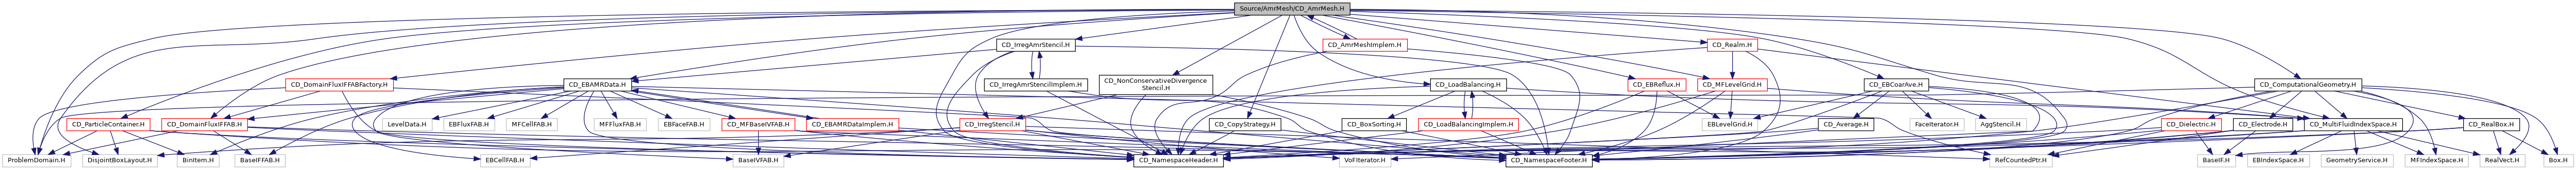 Source/AmrMesh/CD_AmrMesh.H
CD_IrregAmrStencil.H
CD_AmrMeshImplem.H
CD_Realm.H
CD_DomainFluxIFFABFactory.H
CD_EBAMRData.H
CD_IrregAmrStencilImplem.H
CD_NonConservativeDivergence
Stencil.H
CD_LoadBalancing.H
CD_EBReflux.H
CD_MFLevelGrid.H
CD_EBCoarAve.H
CD_ComputationalGeometry.H
CD_ParticleContainer.H
CD_DomainFluxIFFAB.H
LevelData.H
EBFluxFAB.H
MFCellFAB.H
MFFluxFAB.H
EBFaceFAB.H
CD_MFBaseIVFAB.H
CD_EBAMRDataImplem.H
CD_IrregStencil.H
CD_CopyStrategy.H
CD_BoxSorting.H
CD_LoadBalancingImplem.H
EBLevelGrid.H
CD_Average.H
FaceIterator.H
AggStencil.H
CD_Dielectric.H
CD_Electrode.H
CD_MultiFluidIndexSpace.H
CD_RealBox.H
ProblemDomain.H
DisjointBoxLayout.H
BinItem.H
BaseIFFAB.H
EBCellFAB.H
BaseIVFAB.H
CD_NamespaceHeader.H
VoFIterator.H
CD_NamespaceFooter.H
RefCountedPtr.H
BaseIF.H
EBIndexSpace.H
GeometryService.H
MFIndexSpace.H
RealVect.H
Box.H